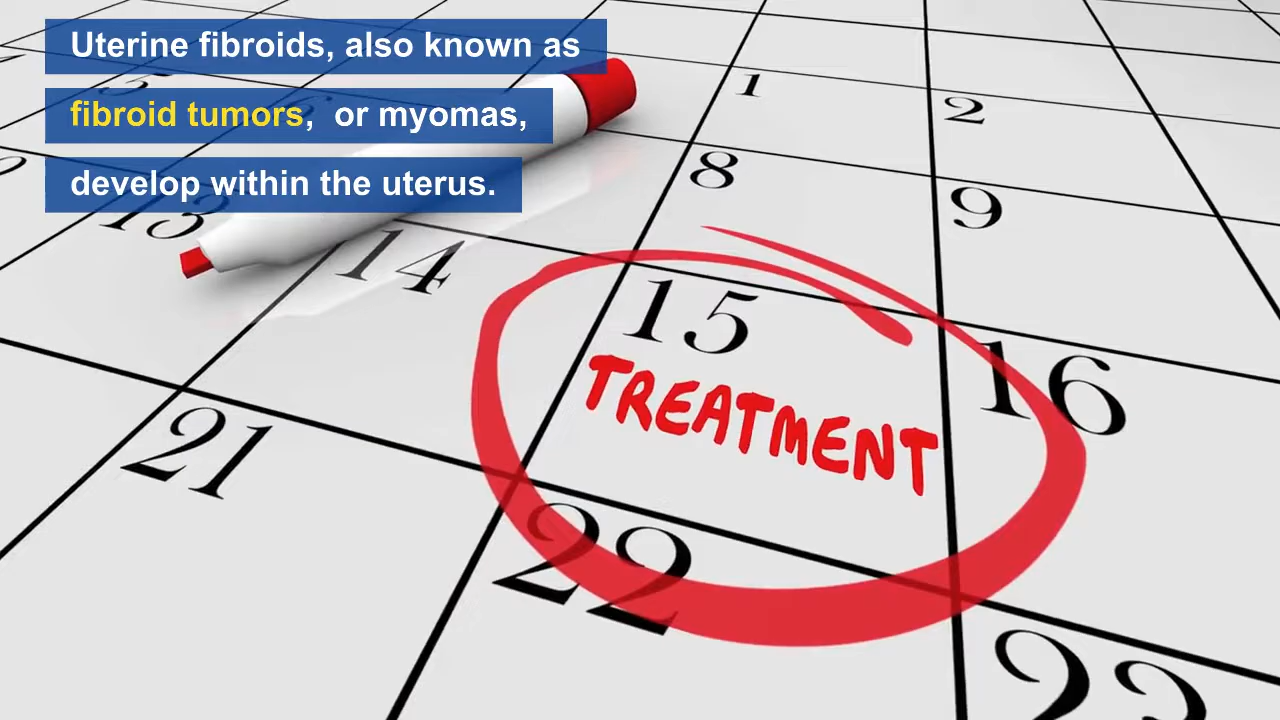 Uterine fibroids, also known as
fibroid tumors, or myomas,
develop within the uterus.
1
2
8
9
13
14
15
16
TREATMENT
21
22
23